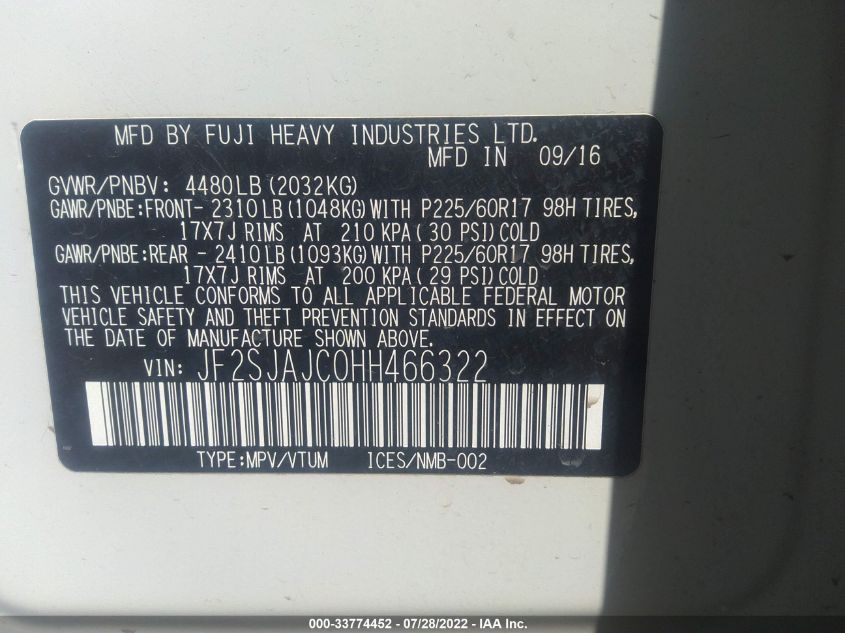 MFD BY FUJI HEAVY INDUSTRIES LTD.
MFD IN 09/16
GVWR/PNBV: 4480LB (2032KG)
GAWR/PNBE:FRONT- 2310LB (1048KG) WITH P225/60R17 98H TIRES,
17X7J RIMS AT 210 KPA (30 PSI) COLD
GAWR/PNBE:REAR - 2410LB (1093KG) WITH P225/60R17 98H TIRES,
17X7J RIMS AT 200 KPA (29 PSI) COLD
THIS VEHICLE CONFORMS TO ALL APPLICABLE FEDERAL MOTOR
VEHICLE SAFETY AND THEFT PREVENTION STANDARDS IN EFFECT ON
THE DATE OF MANUFACTURE SHOWN ABOVE.
VIN: JF2SJAJC0HH466322
TYPE:MPV/VTUM ICES/NMB-002
000-33774452 / 07/28/2022 - IAA Inc.